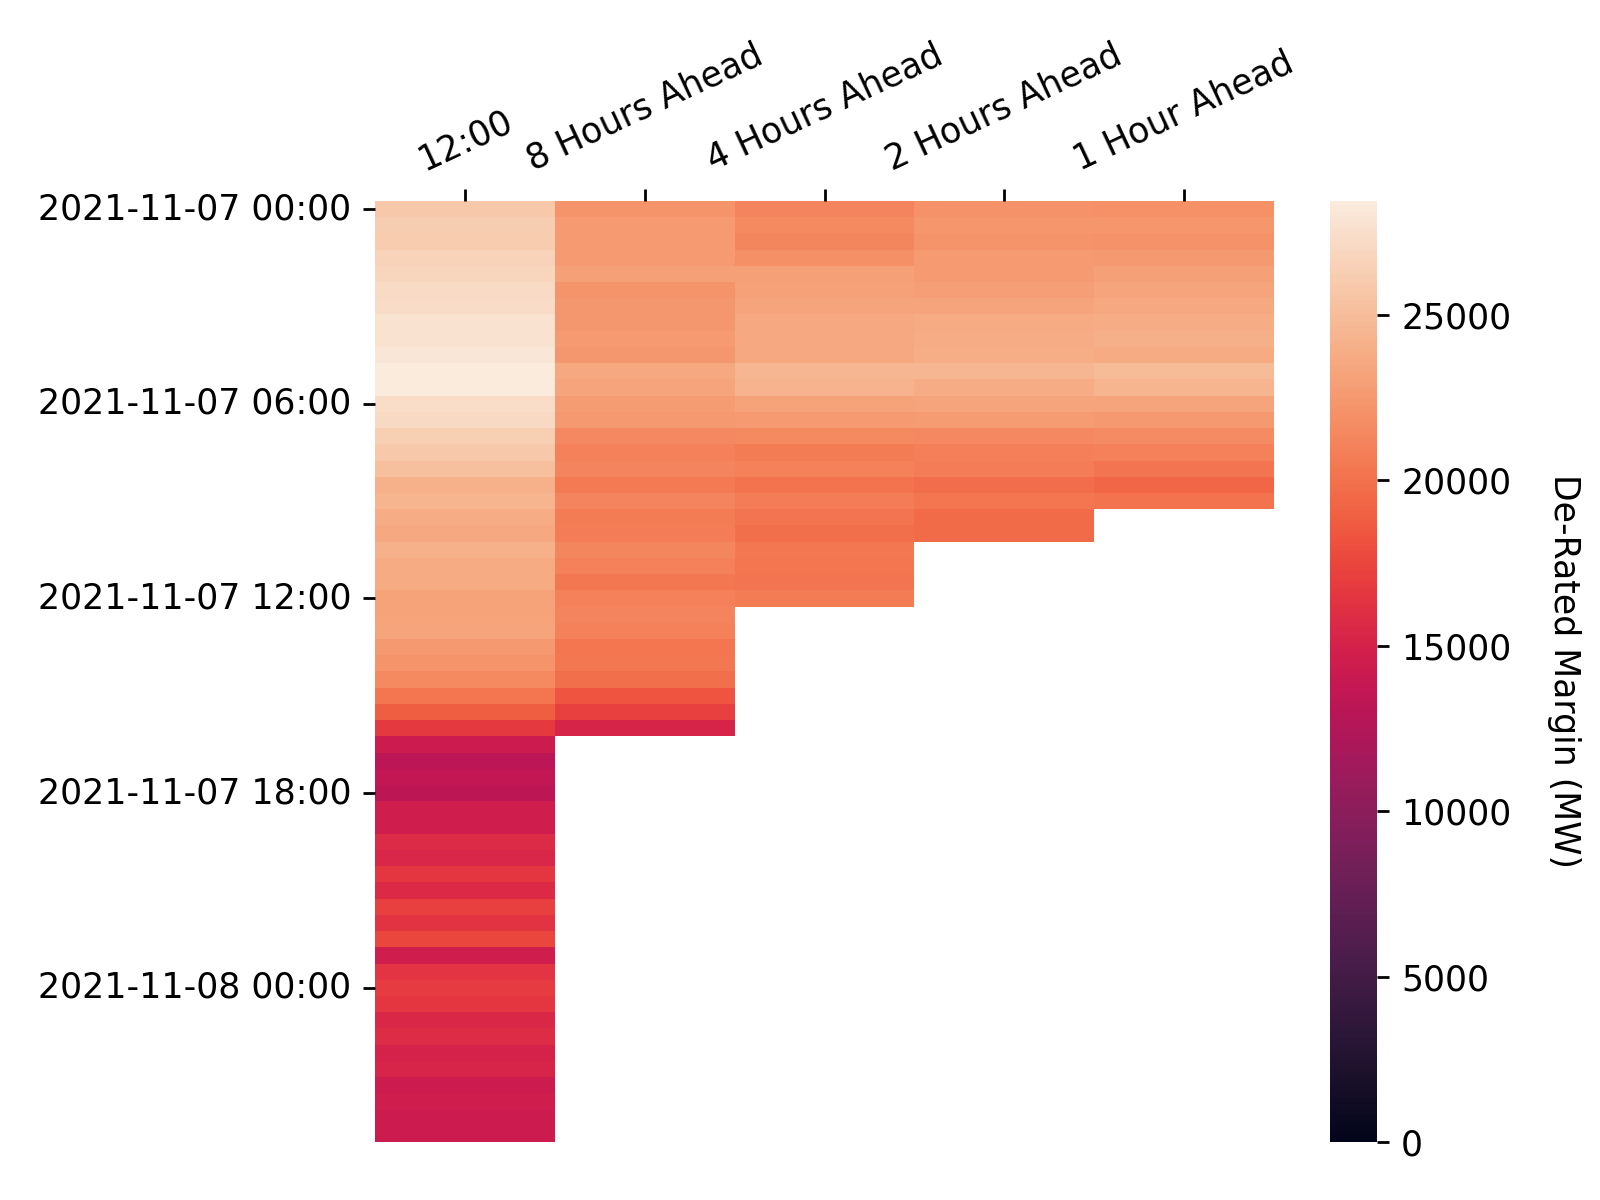 12:00
8 Hours Ahead
4 Hours Ahead
2 Hours Ahead
1 Hour Ahead
2021-11-07 00:00
2021-11-07 06:00
2021-11-07 12:00
2021-11-07 18:00
2021-11-08 00:00
25000
20000
15000
10000
5000
0
De-Rated Margin (MW)